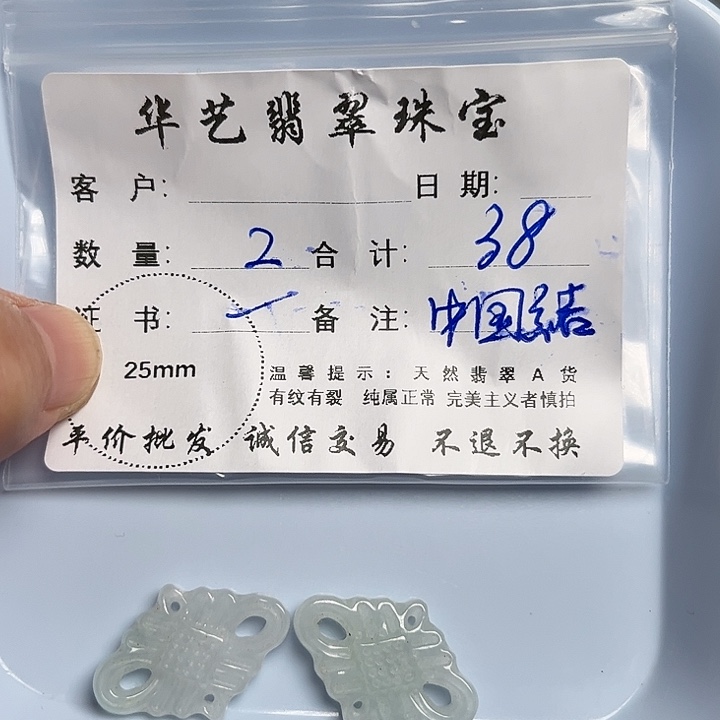 华艺翡翠珠宝
客 户: 日 期:
数 量: 2 合 计: 38
证 书: 备 注: 中国结
25mm
温馨提示: 天然翡翠A货
有纹有裂 纯属正常 完美主义者慎拍
平价批发 诚信交易 不退不换